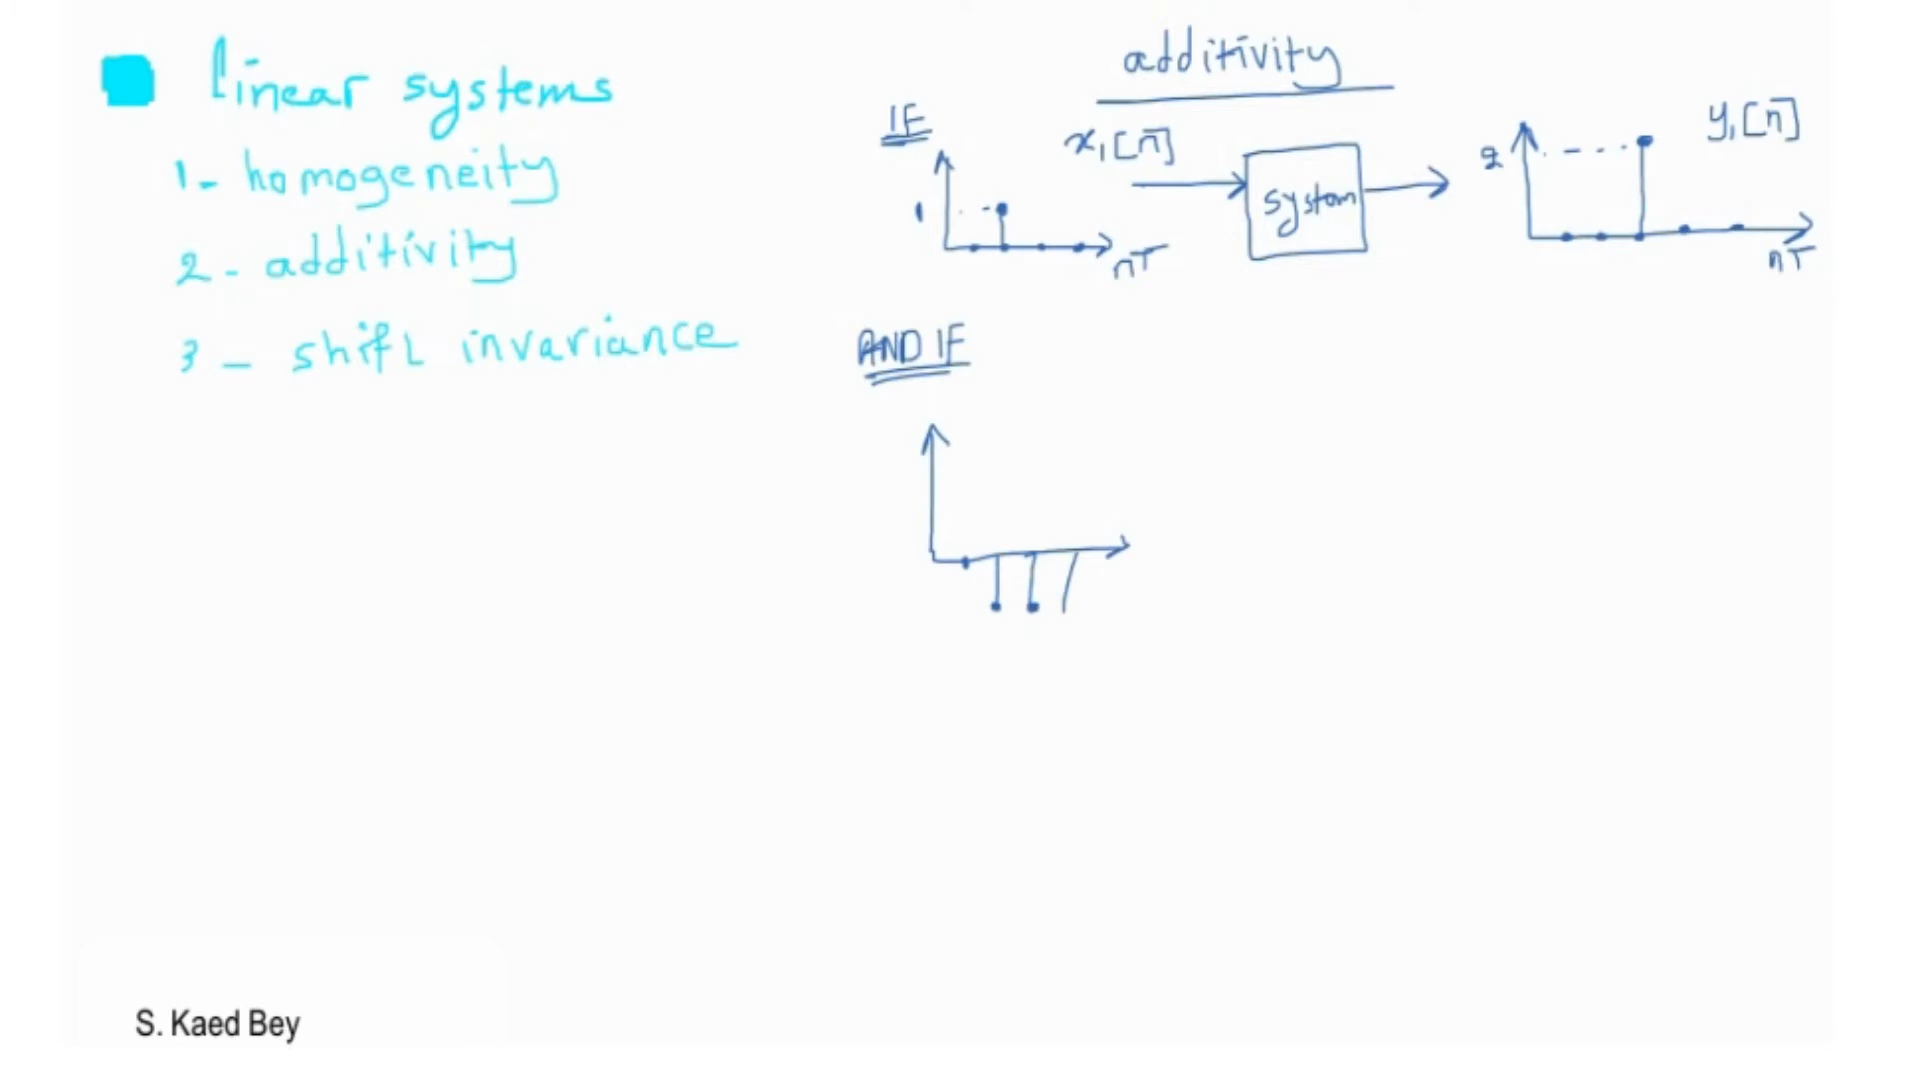 linear systems
1- homogeneity
2- additivity
3- shift invariance
additivity
IF
x₁[n]
1
nT
system
2
y₁[n]
nT
AND IF
S. Kaed Bey